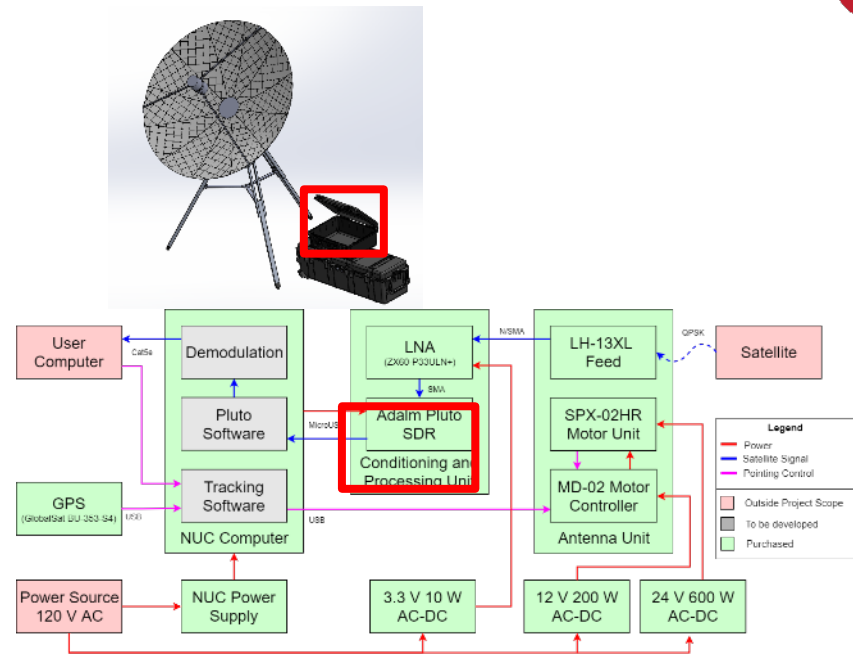 User
Computer
Cat5e
Demodulation
Pluto
Software
Tracking
Software
NUC Computer
LNA
(ZX60 P33ULN+)
SMA
Adalm Pluto
SDR
Conditioning and
Processing Unit
MicroUS
N/SMA
LH-13XL
Feed
QPSK
Satellite
SPX-02HR
Motor Unit
MD-02 Motor
Controller
Antenna Unit
GPS
(GlobalSat BU-353-S4)
USB
USB
Legend
Power
Satellite Signal
Pointing Control
Outside Project Scope
To be developed
Purchased
Power Source
120 V AC
NUC Power
Supply
3.3 V 10 W
AC-DC
12 V 200 W
AC-DC
24 V 600 W
AC-DC